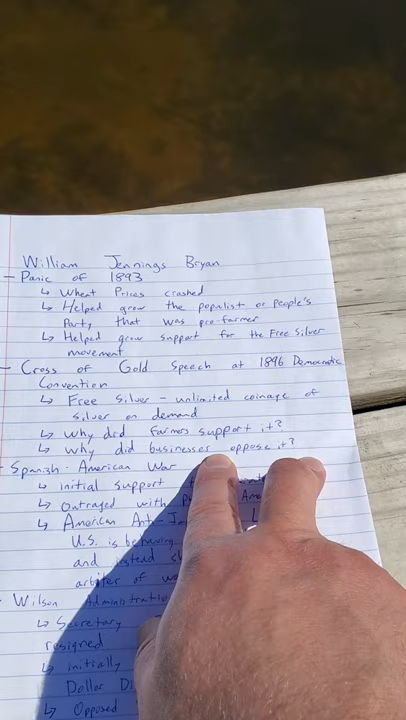 William Jennings Bryan
- Panic of 1893
↳ Wheat Prices crashed
↳ Helped grow the populist or People's
Party that was pro-farmer
↳ Helped grow support for the Free Silver
movement
- Cross of Gold Speech at 1896 Democratic
Convention
↳ Free Silver - unlimited coinage of
silver on demand
↳ why did farmers support it?
↳ why did businesses oppose it?
- Spanish-American War
↳ initial support
↳ outraged with
↳ American Anti-
U.S. is behaving
and instead
arbiter of
- Wilson Administration
↳ Secretary
resigned
↳ initially
Dollar
↳ Opposed